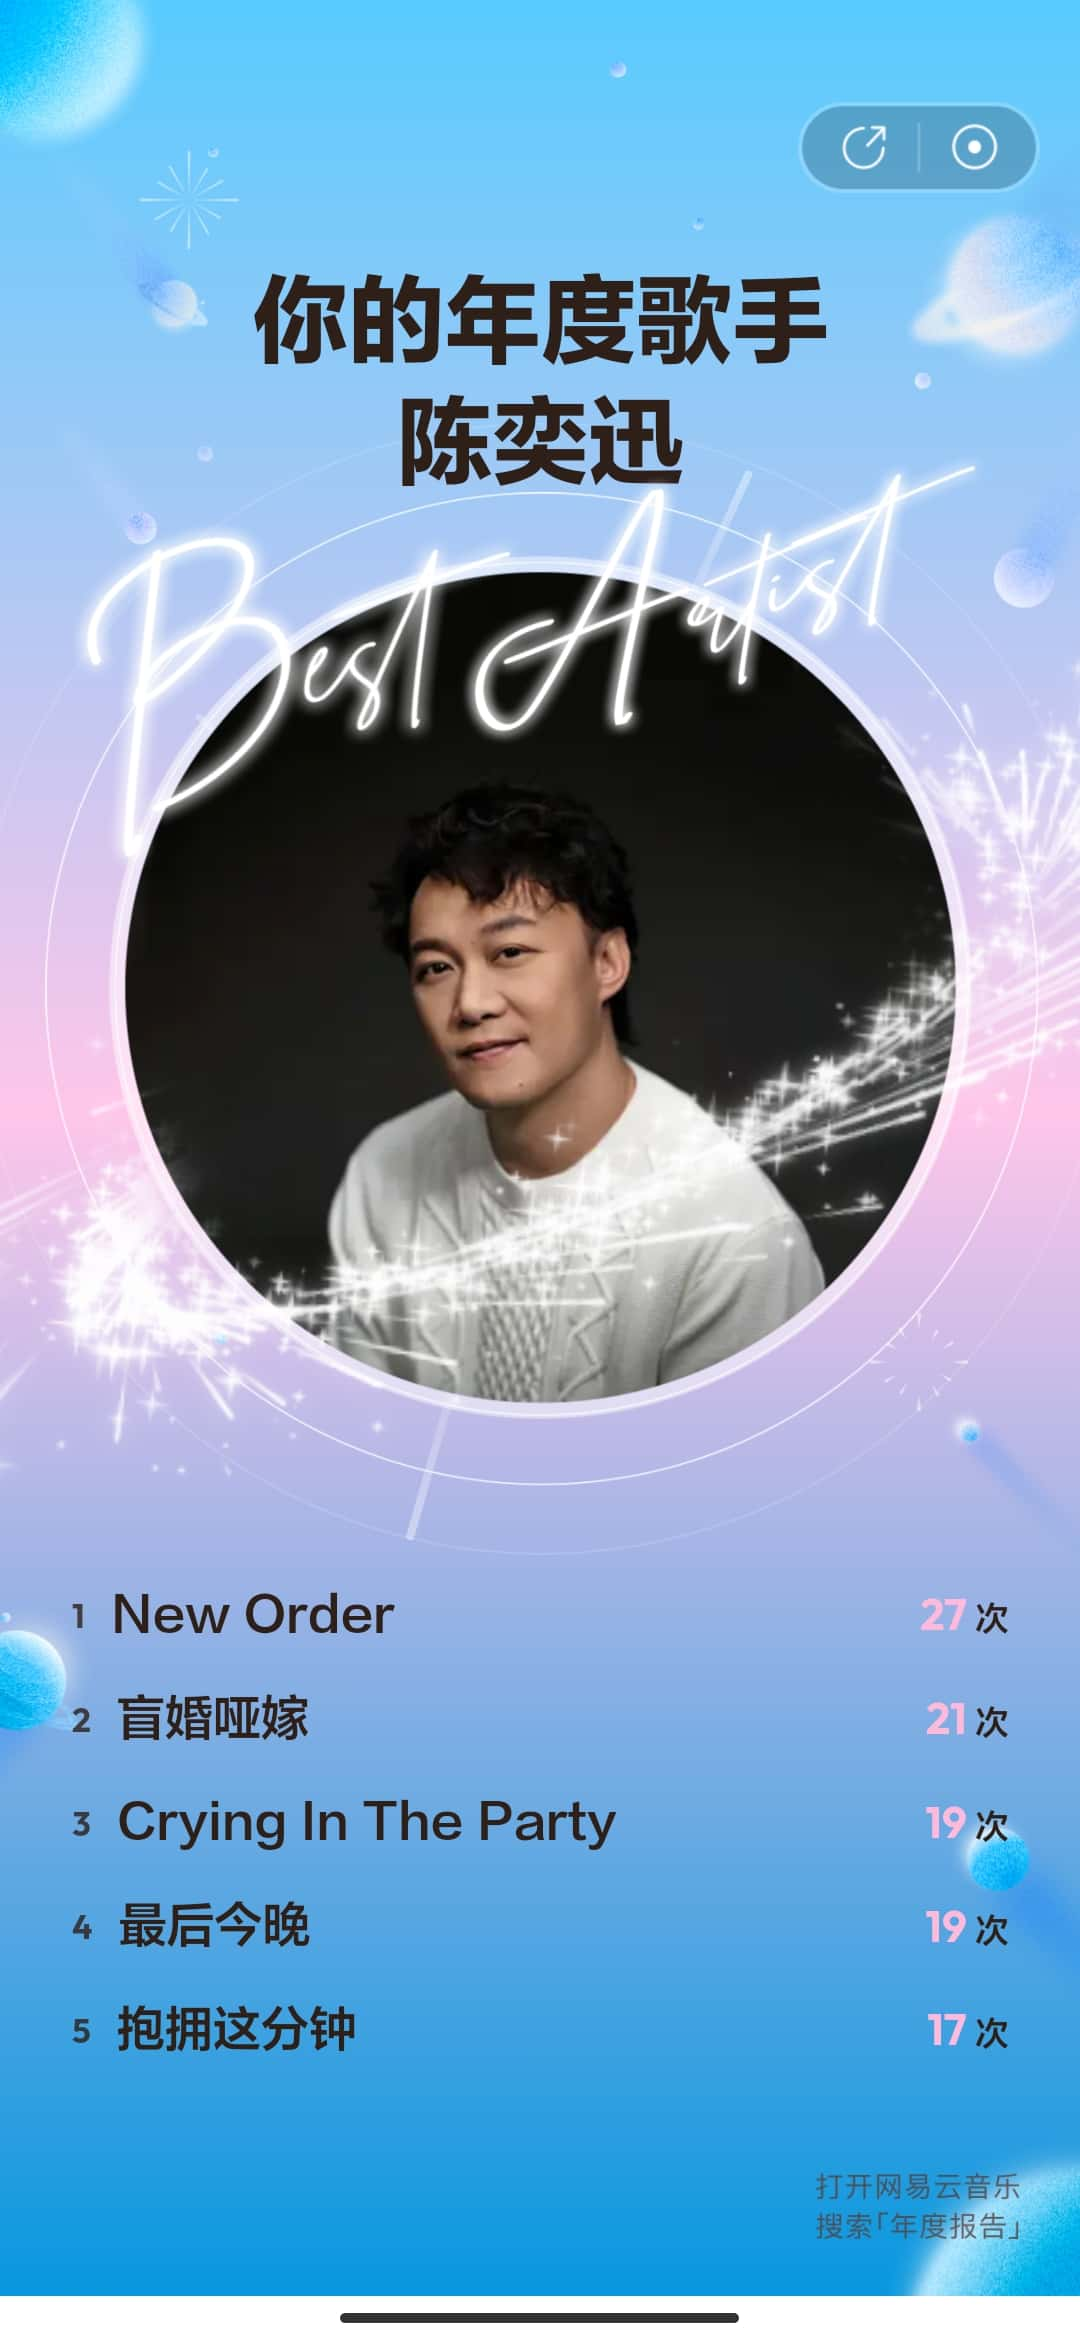 你的年度歌手
陈奕迅
Best Artist
1 New Order 27 次
2 盲婚哑嫁 21 次
3 Crying In The Party 19 次
4 最后今晚 19 次
5 抱拥这分钟 17 次
打开网易云音乐
搜索「年度报告」